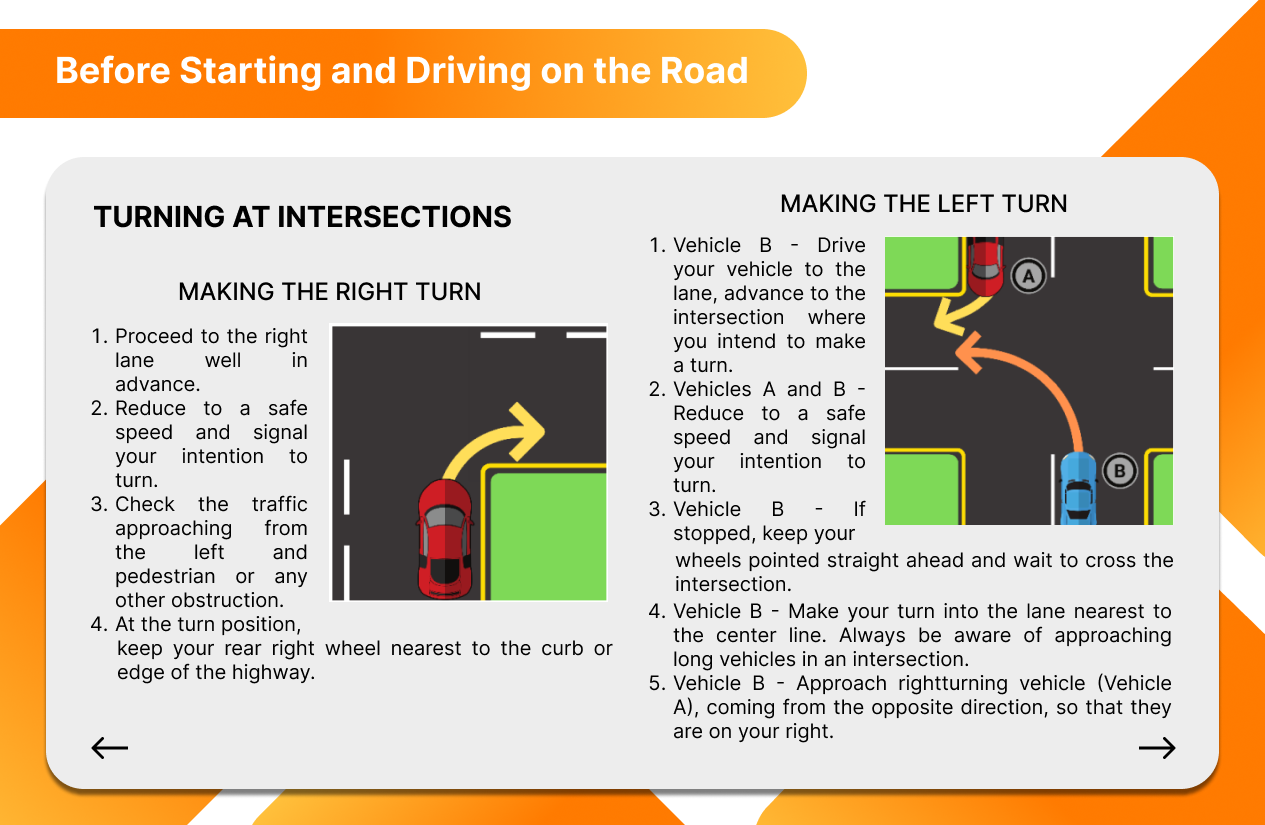 Before Starting and Driving on the Road
TURNING AT INTERSECTIONS
MAKING THE RIGHT TURN
1. Proceed to the right
lane well in
advance.
2. Reduce to a safe
speed and signal
your intention to
turn.
3. Check the traffic
approaching from
the left and
pedestrian or any
other obstruction.
4. At the turn position,
keep your rear right wheel nearest to the curb or
edge of the highway.
MAKING THE LEFT TURN
1. Vehicle B - Drive
your vehicle to the
lane, advance to the
intersection where
you intend to make
a turn.
2. Vehicles A and B -
Reduce to a safe
speed and signal
your intention to
turn.
3. Vehicle B - If
stopped, keep your
wheels pointed straight ahead and wait to cross the
intersection.
4. Vehicle B - Make your turn into the lane nearest to
the center line. Always be aware of approaching
long vehicles in an intersection.
5. Vehicle B - Approach rightturning vehicle (Vehicle
A), coming from the opposite direction, so that they
are on your right.
A
B